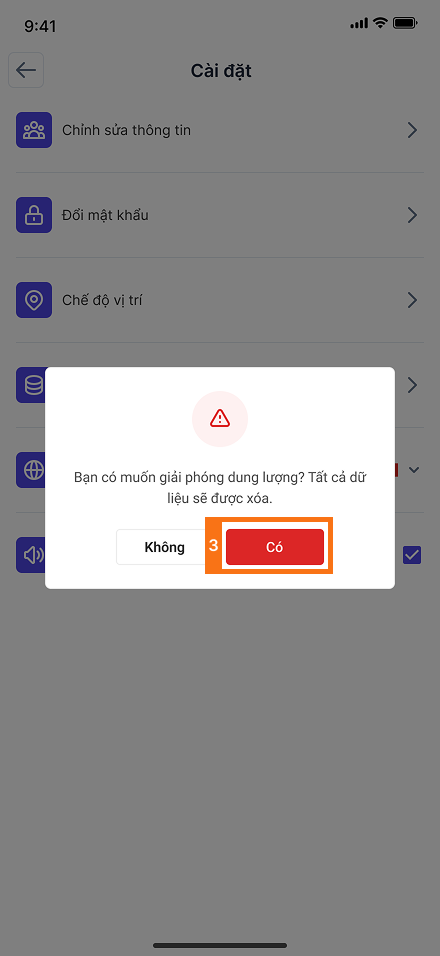 9:41
Cài đặt
Chỉnh sửa thông tin
Đổi mật khẩu
Chế độ vị trí
Bạn có muốn giải phóng dung lượng? Tất cả dữ
liệu sẽ được xóa.
Không
3
Có